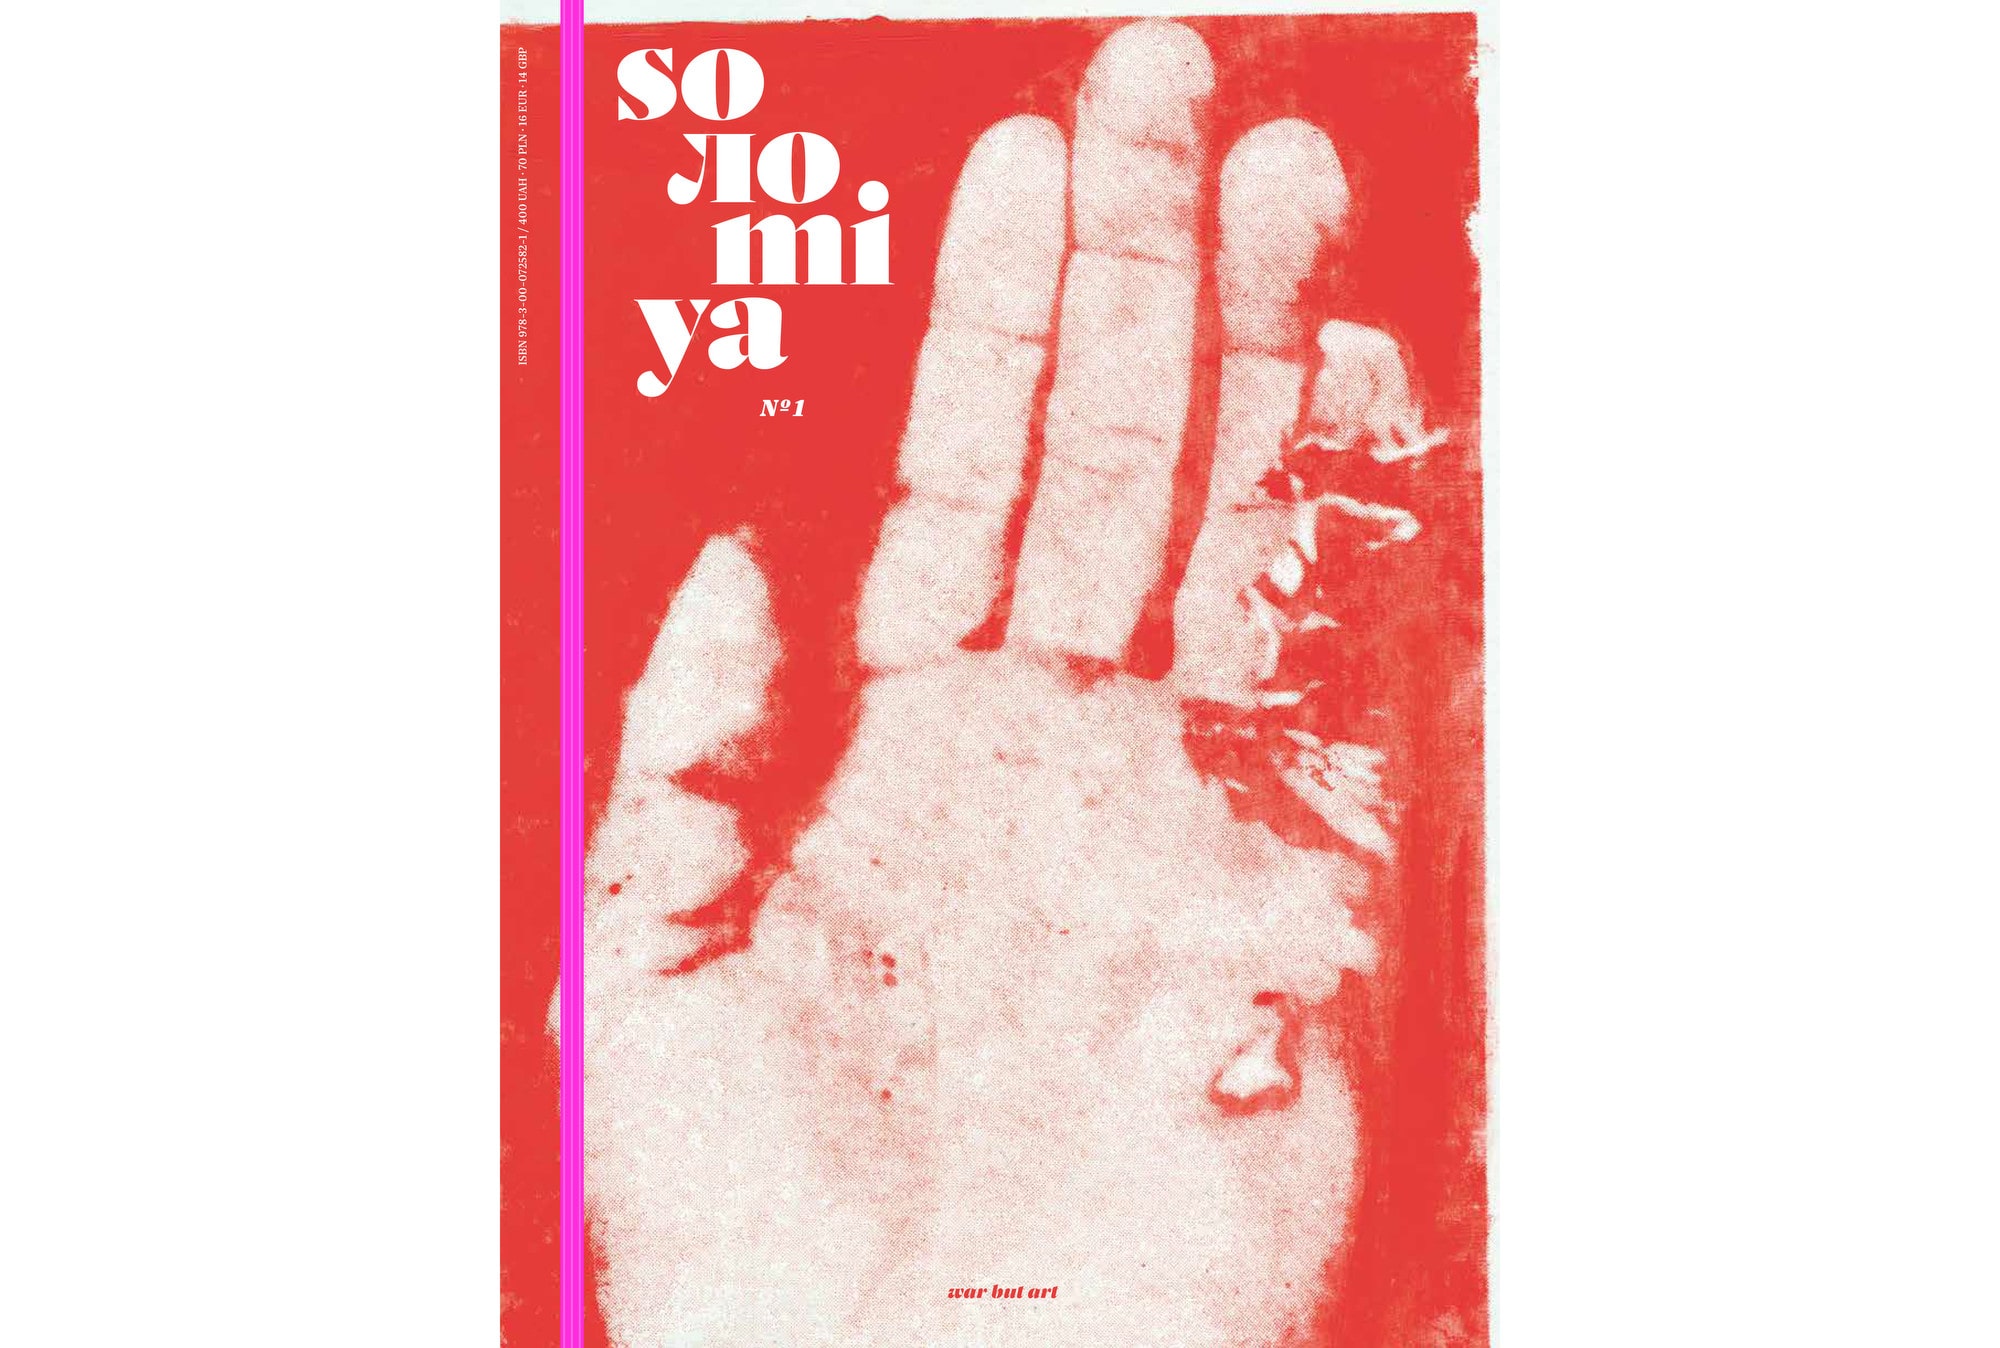 so
ло
mi
ya
Nº1
ISBN 978-3-00-072582-1 / 400 UAH · 70 PLN · 16 EUR · 14 GBP
war but art